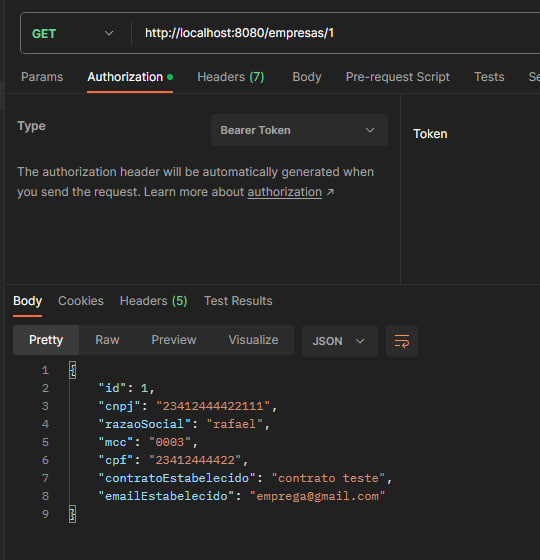 GET http://localhost:8080/empresas/1
Params Authorization Headers (7) Body Pre-request Script Tests Se
Type Bearer Token
Token
The authorization header will be automatically generated when
you send the request. Learn more about authorization ↗
Body Cookies Headers (5) Test Results
Pretty Raw Preview Visualize JSON
1 {
2 "id": 1,
3 "cnpj": "23412444422111",
4 "razaoSocial": "rafael",
5 "mcc": "0003",
6 "cpf": "23412444422",
7 "contratoEstabelecido": "contrato teste",
8 "emailEstabelecido": "emprega@gmail.com"
9 }